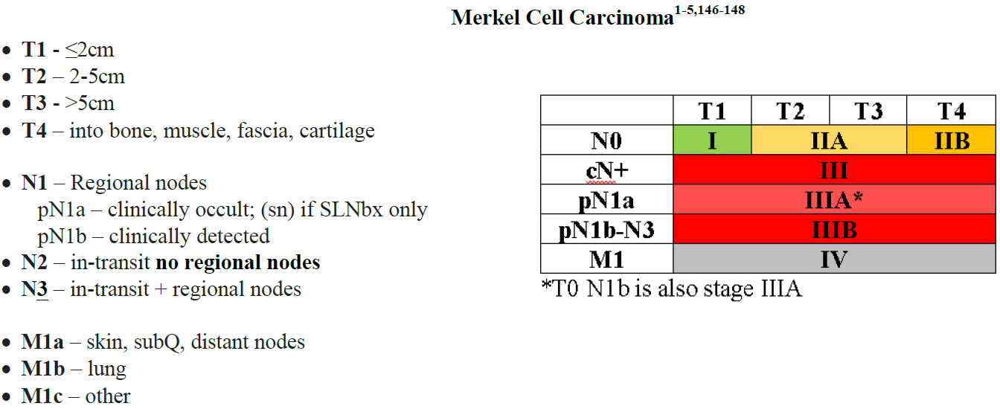 Merkel Cell Carcinoma1-5,146-148
• T1 - ≤2cm
• T2 – 2-5cm
• T3 - >5cm
• T4 – into bone, muscle, fascia, cartilage
• N1 – Regional nodes
pN1a – clinically occult; (sn) if SLNbx only
pN1b – clinically detected
• N2 – in-transit no regional nodes
• N3 – in-transit + regional nodes
• M1a – skin, subQ, distant nodes
• M1b – lung
• M1c – other
T1 T2 T3 T4
N0 I IIA IIB
cN+ III
pN1a IIIA*
pN1b-N3 IIIB
M1 IV
*T0 N1b is also stage IIIA